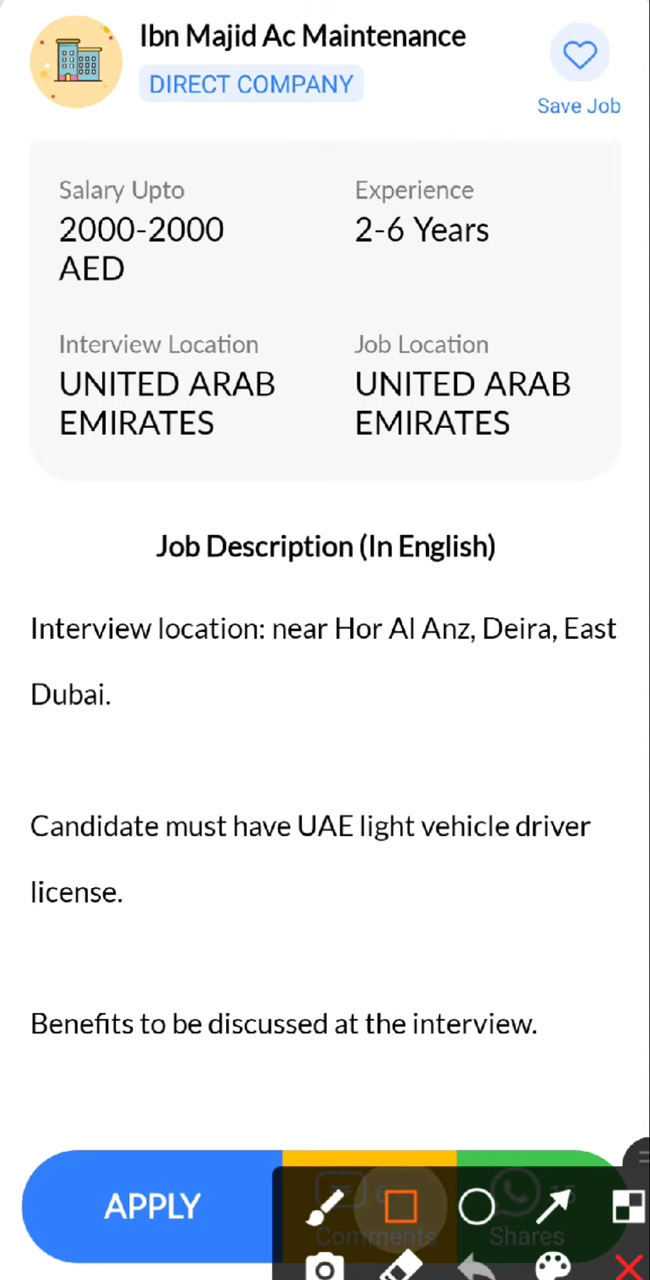 Ibn Majid Ac Maintenance
DIRECT COMPANY
Save Job
Salary Upto
Experience
2000-2000
AED
2-6 Years
Interview Location
Job Location
UNITED ARAB
EMIRATES
UNITED ARAB
EMIRATES
Job Description (In English)
Interview location: near Hor Al Anz, Deira, East
Dubai.
Candidate must have UAE light vehicle driver
license.
Benefits to be discussed at the interview.
APPLY
Comments
Shares